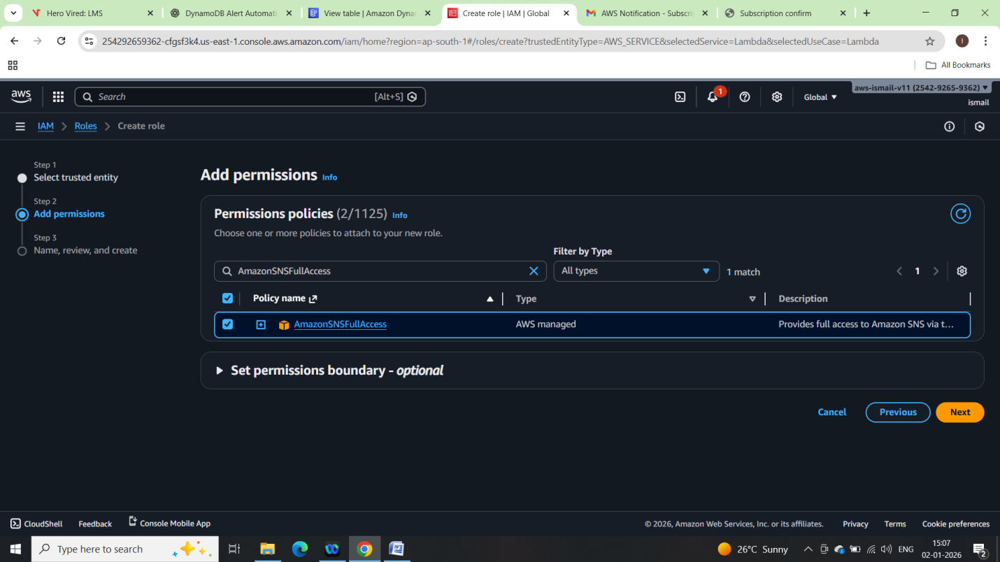 Hero Vired: LMS
DynamoDB Alert Automati
View table | Amazon Dyna
Create role | IAM | Global
AWS Notification - Subscri
Subscription confirm
254292659362-cfgsf3k4.us-east-1.console.aws.amazon.com/iam/home?region=ap-south-1#/roles/create?trustedEntityType=AWS_SERVICE&selectedService=Lambda&selectedUseCase=Lambda
I
All Bookmarks
aws
Search
[Alt+S]
1
Global
aws-ismail-v11 (2542-9265-9362)
ismail
IAM
Roles
Create role
Step 1
Select trusted entity
Step 2
Add permissions
Step 3
Name, review, and create
Add permissions Info
Permissions policies (2/1125) Info
Choose one or more policies to attach to your new role.
Filter by Type
AmazonSNSFullAccess
All types
1 match
1
Policy name
Type
Description
AmazonSNSFullAccess
AWS managed
Provides full access to Amazon SNS via t...
Set permissions boundary - optional
Cancel
Previous
Next
CloudShell
Feedback
Console Mobile App
© 2026, Amazon Web Services, Inc. or its affiliates.
Privacy
Terms
Cookie preferences
Type here to search
26°C Sunny
ENG
15:07
02-01-2026
2